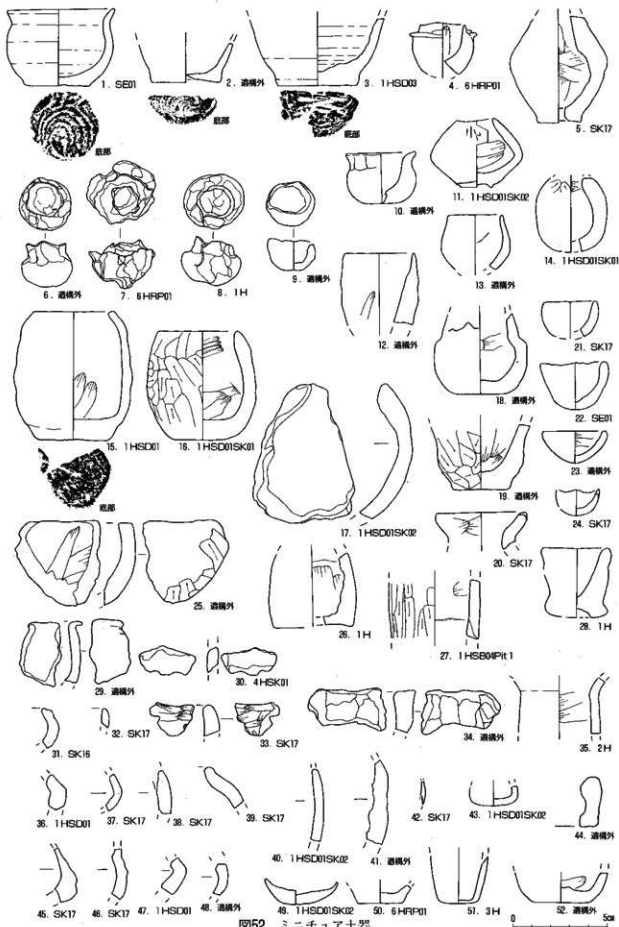 1. SE01
2. 遺構外
3. 1HSD03
4. 6HRP01
5. SK17
底部
底部
底部
6. 遺構外
7. 6HRP01
8. 1H
9. 遺構外
10. 遺構外
11. 1HSD01SK02
12. 遺構外
13. 遺構外
14. 1HSD01SK01
15. 1HSD01
底部
16. 1HSD01SK01
17. 1HSD01SK02
18. 遺構外
19. 遺構外
20. SK17
21. SK17
22. SE01
23. 遺構外
24. SK17
25. 遺構外
26. 1H
27. 1HSB04Pit1
28. 1H
29. 遺構外
30. 4HSK01
31. SK16
32. SK17
33. SK17
34. 遺構外
35. 2H
36. 1HSD01
37. SK17
38. SK17
39. SK17
40. 1HSD01SK02
41. 遺構外
42. SK17
43. 1HSD01SK02
44. 遺構外
45. SK17
46. SK17
47. 1HSD01
48. 遺構外
49. 1HSD01SK02
50. 6HRP01
51. 3H
52. 遺構外
0 5cm
図52 ミニチュア土器